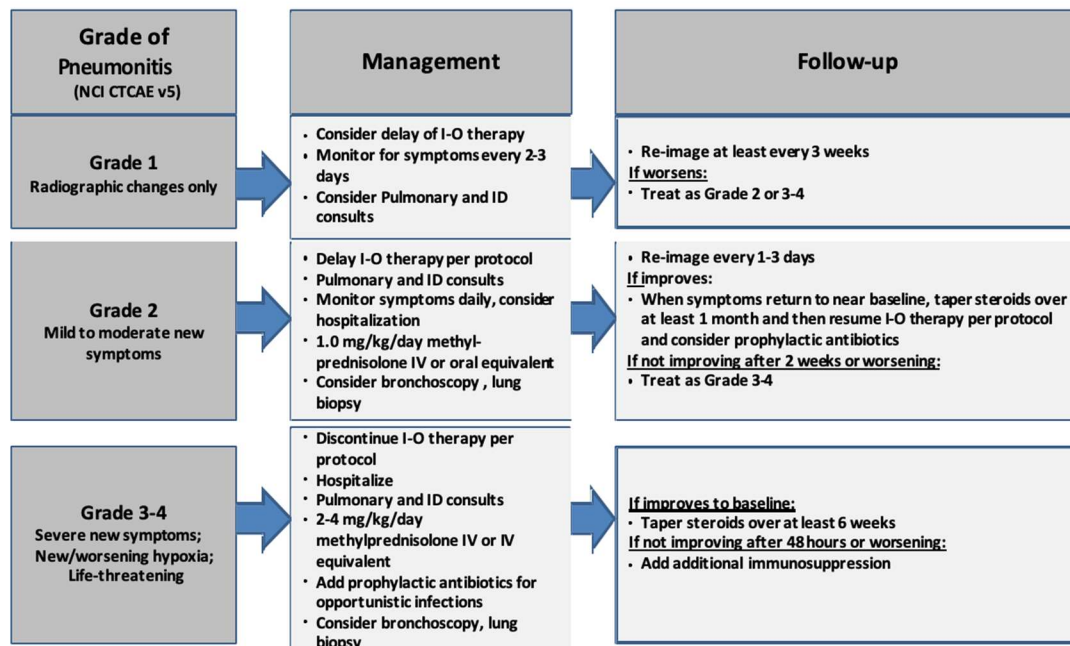 Grade of
Pneumonitis
(NCI CTCAE v5)
Management
Follow-up
Grade 1
Radiographic changes only
• Consider delay of I-O therapy
• Monitor for symptoms every 2-3
days
• Consider Pulmonary and ID
consults
• Re-image at least every 3 weeks
If worsens:
• Treat as Grade 2 or 3-4
Grade 2
Mild to moderate new
symptoms
• Delay I-O therapy per protocol
• Pulmonary and ID consults
• Monitor symptoms daily, consider
hospitalization
• 1.0 mg/kg/day methyl-
prednisolone IV or oral equivalent
• Consider bronchoscopy , lung
biopsy
• Re-image every 1-3 days
If improves:
• When symptoms return to near baseline, taper steroids over
at least 1 month and then resume I-O therapy per protocol
and consider prophylactic antibiotics
If not improving after 2 weeks or worsening:
• Treat as Grade 3-4
Grade 3-4
Severe new symptoms;
New/worsening hypoxia;
Life-threatening
• Discontinue I-O therapy per
protocol
• Hospitalize
• Pulmonary and ID consults
• 2-4 mg/kg/day
methylprednisolone IV or IV
equivalent
• Add prophylactic antibiotics for
opportunistic infections
• Consider bronchoscopy, lung
biopsy
If improves to baseline:
• Taper steroids over at least 6 weeks
If not improving after 48 hours or worsening:
• Add additional immunosuppression